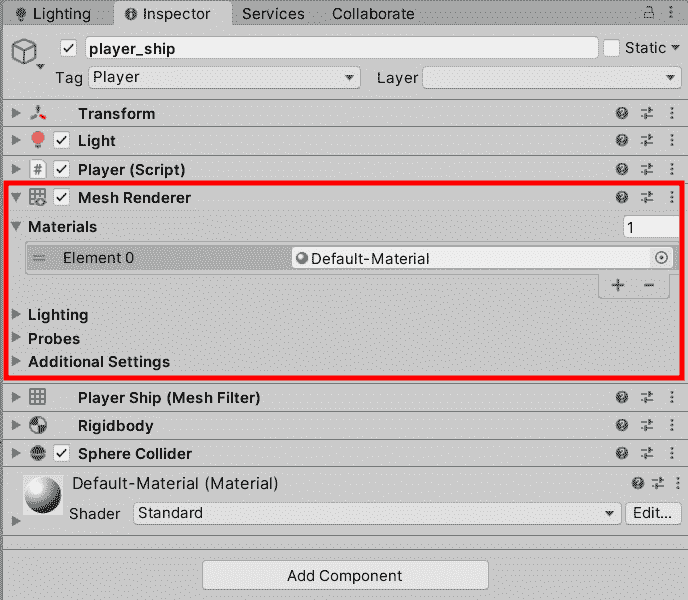 Lighting Inspector Services Collaborate
player_ship Static
Tag Player Layer
Transform
Light
# Player (Script)
Mesh Renderer
Materials 1
Element 0 Default-Material
+ −
Lighting
Probes
Additional Settings
Player Ship (Mesh Filter)
Rigidbody
Sphere Collider
Default-Material (Material)
Shader Standard Edit...
Add Component